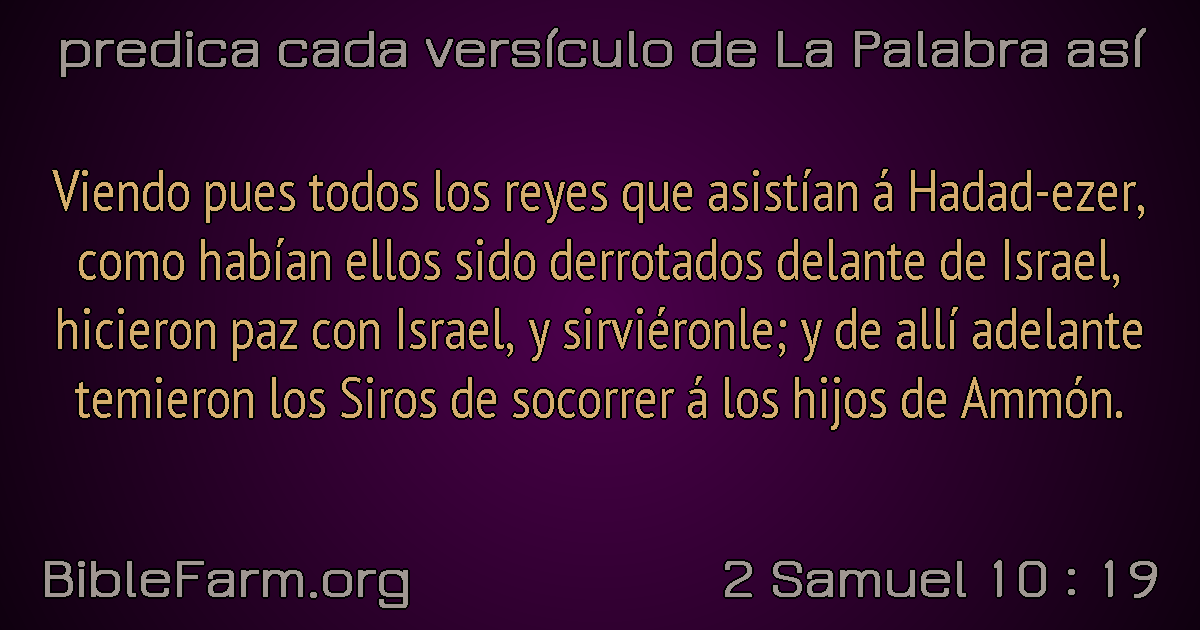 predica cada versículo de La Palabra así
Viendo pues todos los reyes que asistían á Hadad-ezer,
como habían ellos sido derrotados delante de Israel,
hicieron paz con Israel, y sirviéronle; y de allí adelante
temieron los Siros de socorrer á los hijos de Ammón.
BibleFarm.org
2 Samuel 10 : 19